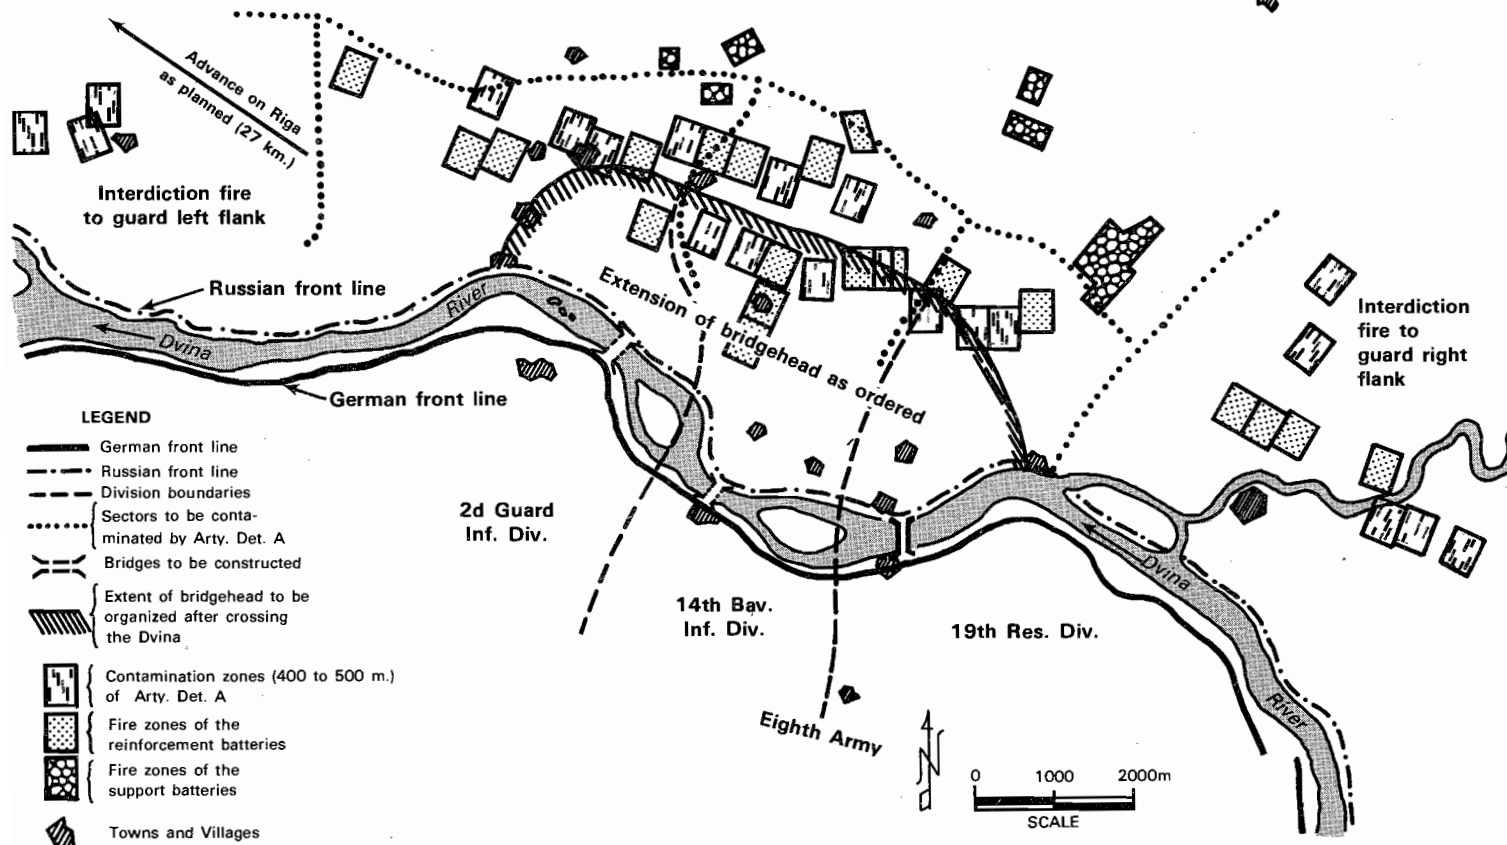 Advance on Riga
as planned (27 km.)
Interdiction fire
to guard left flank
Russian front line
River
Dvina
German front line
Extension of bridgehead as ordered
Interdiction
fire to
guard right
flank
LEGEND
German front line
Russian front line
Division boundaries
Sectors to be conta-
minated by Arty. Det. A
Bridges to be constructed
Extent of bridgehead to be
organized after crossing
the Dvina
Contamination zones (400 to 500 m.)
of Arty. Det. A
Fire zones of the
reinforcement batteries
Fire zones of the
support batteries
Towns and Villages
2d Guard
Inf. Div.
14th Bav.
Inf. Div.
19th Res. Div.
Dvina
River
Eighth Army
N
0 1000 2000m
SCALE